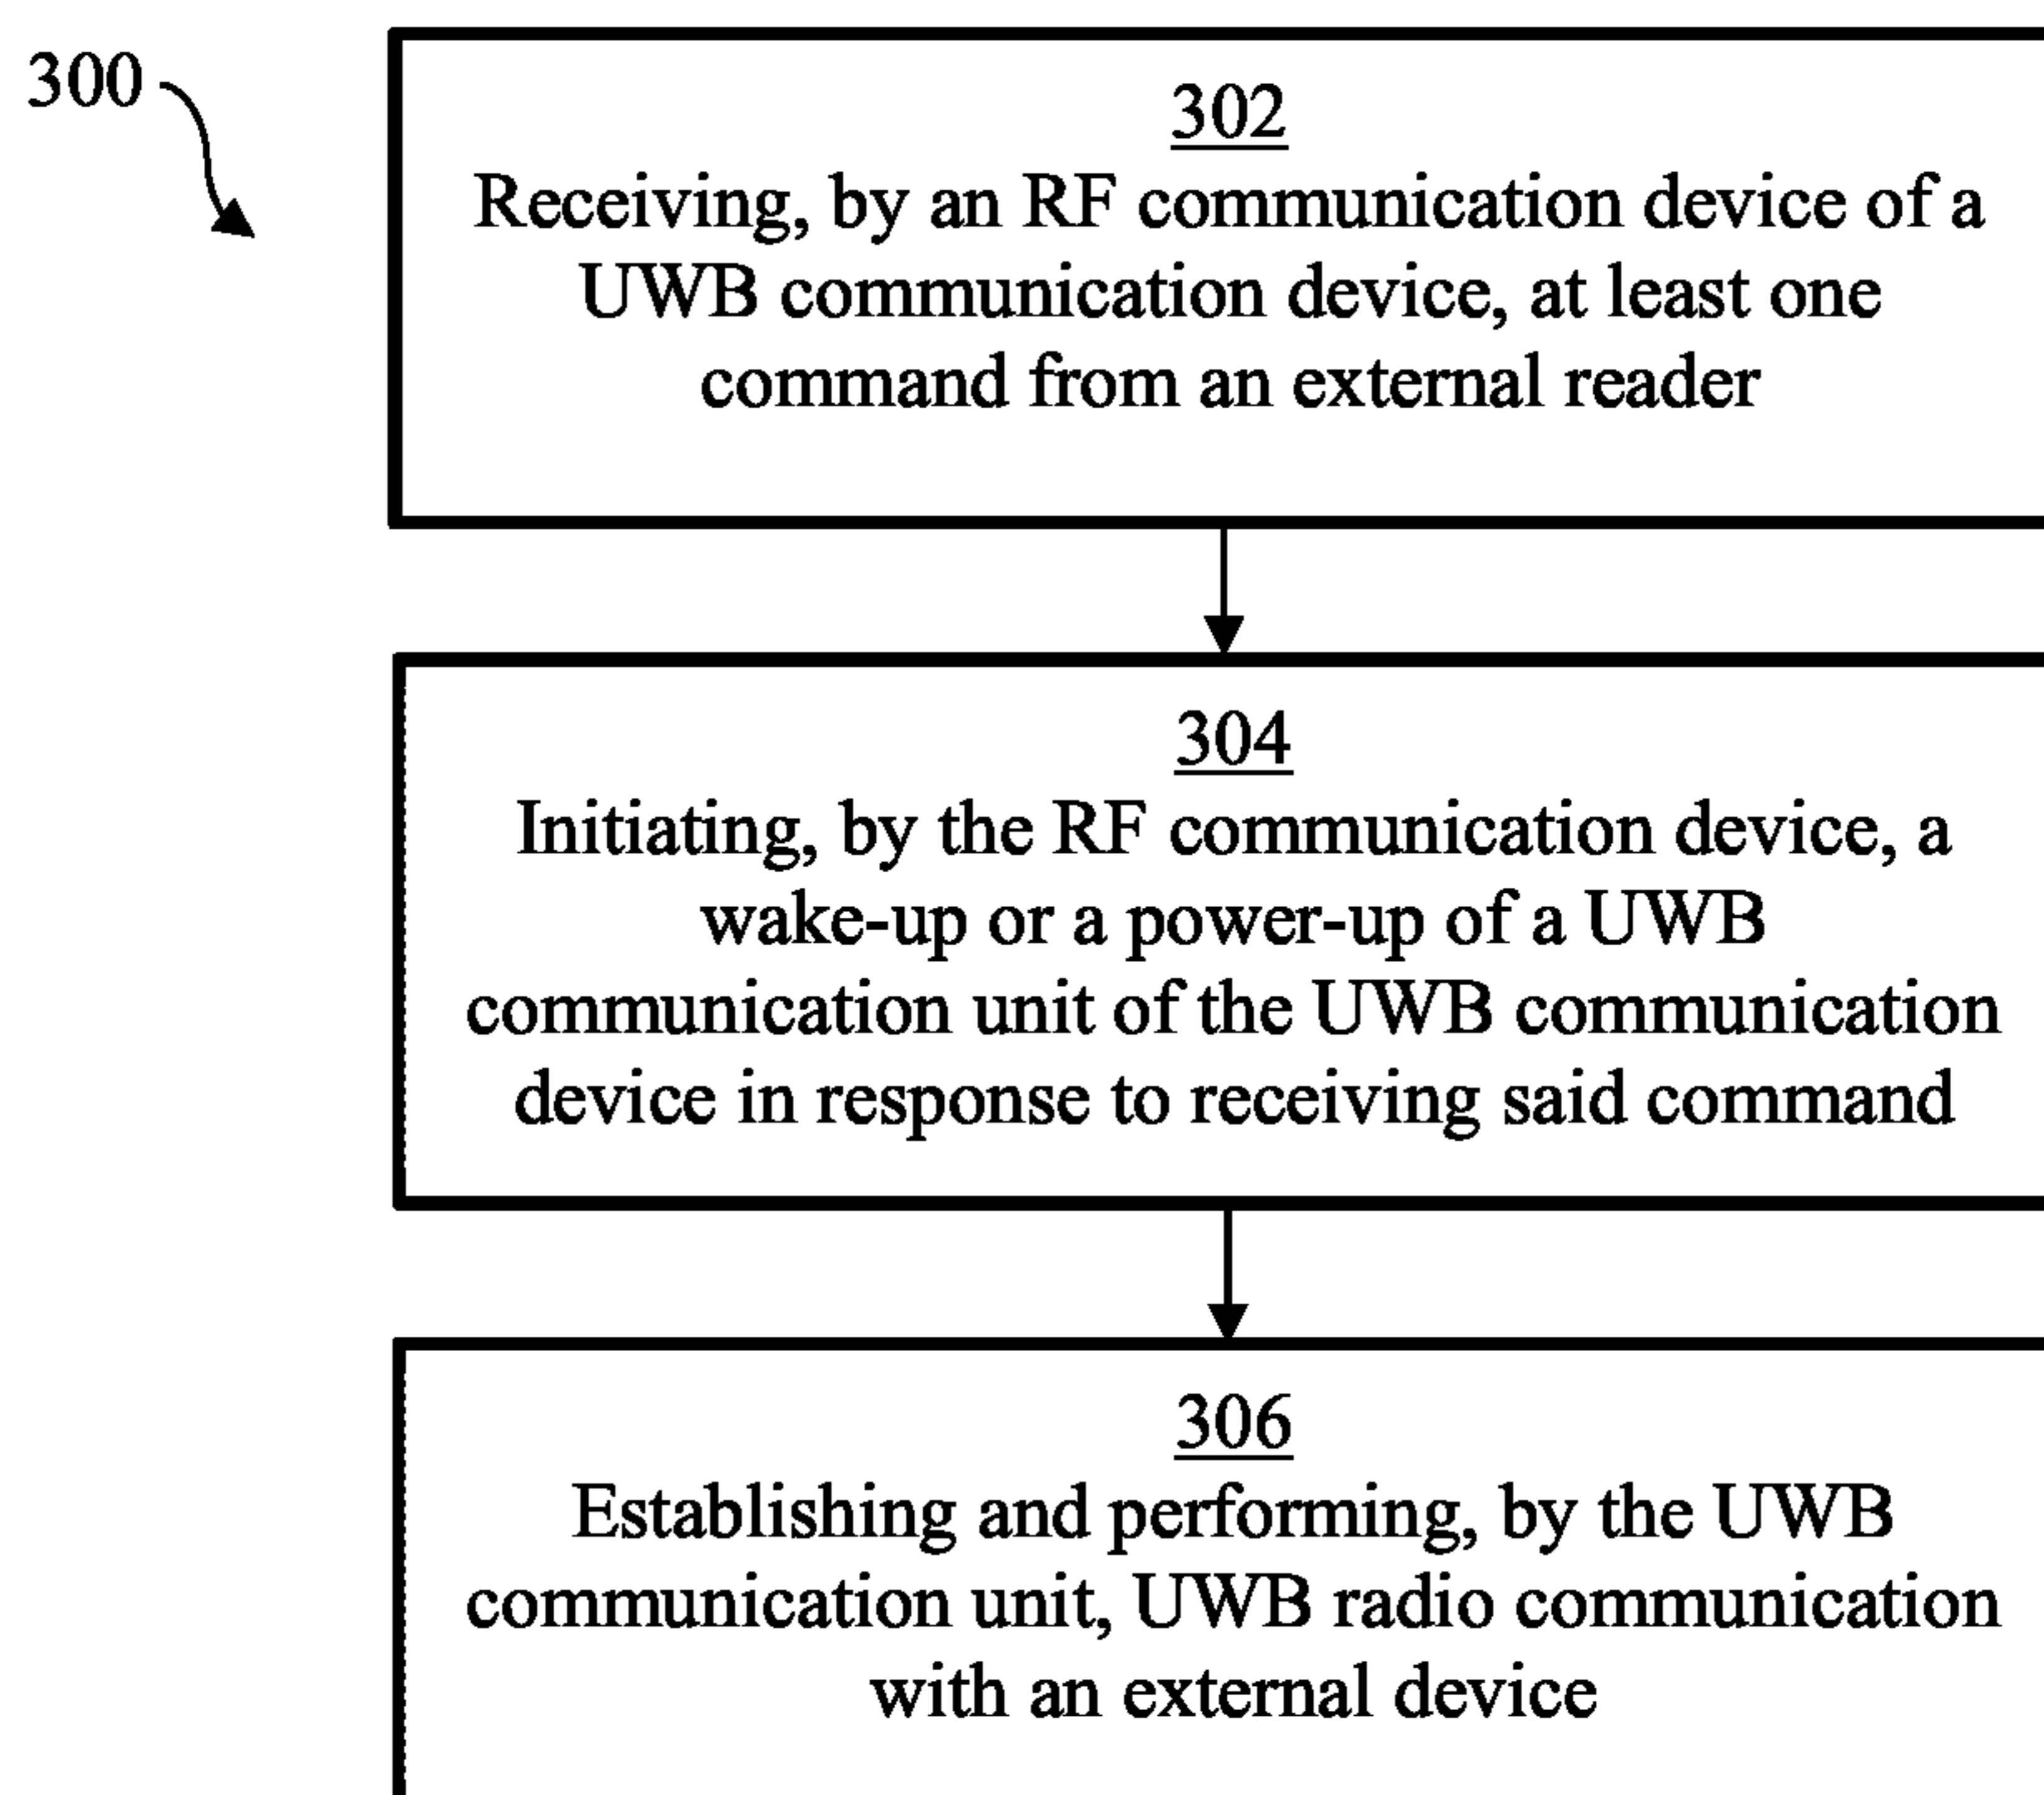 300
302
Receiving, by an RF communication device of a
UWB communication device, at least one
command from an external reader
304
Initiating, by the RF communication device, a
wake-up or a power-up of a UWB
communication unit of the UWB communication
device in response to receiving said command
306
Establishing and performing, by the UWB
communication unit, UWB radio communication
with an external device